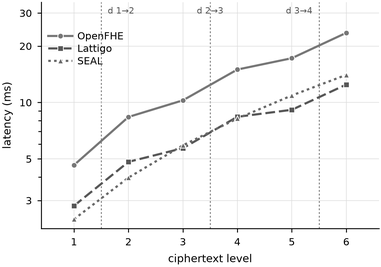 30
d 1→2
d 2→3
d 3→4
OpenFHE
Lattigo
SEAL
20
10
5
3
latency (ms)
1
2
3
4
5
6
ciphertext level